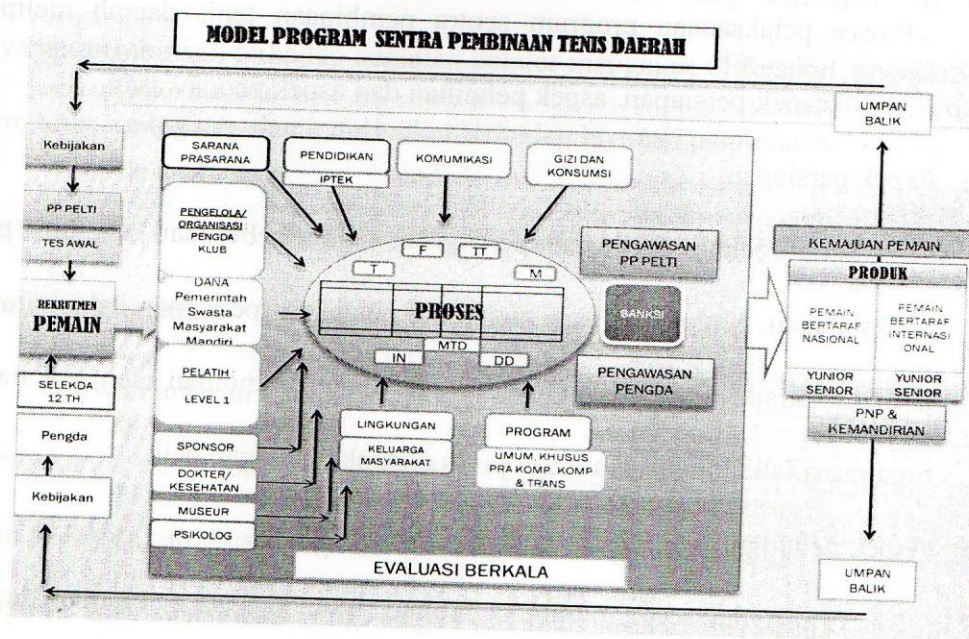 MODEL PROGRAM SENTRA PEMBINAAN TENIS DAERAH
UMPAN
BALIK
Kebijakan
PP PELTI
TES AWAL
REKRUTMEN
PEMAIN
SELEKDA
12 TH.
Pengda
Kebijakan
SARANA
PRASARANA
PENDIDIKAN
IPTEK
KOMUMIKASI
GIZI DAN
KONSUMSI
PENGELOLA/
ORGANISASI
PENGDA
KLUB
DANA
Pemerintah
Swasta
Masyarakat
Mandiri
PELATIH
LEVEL 1
SPONSOR
DOKTER/
KESEHATAN
MUSEUR
PSIKOLOG
F
TT
T
M
PROSES
MTD
IN
DD
LINGKUNGAN
KELUARGA
MASYARAKAT
PROGRAM
UMUM, KHUSUS
PRA KOMP, KOMP
& TRANS
PENGAWASAN
PP PELTI
PENGAWASAN
PENGDA
EVALUASI BERKALA
KEMAJUAN PEMAIN
PRODUK
PEMAIN
BERTARAF
NASIONAL
YUNIOR
SENIOR
PEMAIN
BERTARAF
INTERNASI
ONAL
YUNIOR
SENIOR
PNP &
KEMANDIRIAN
UMPAN
BALIK